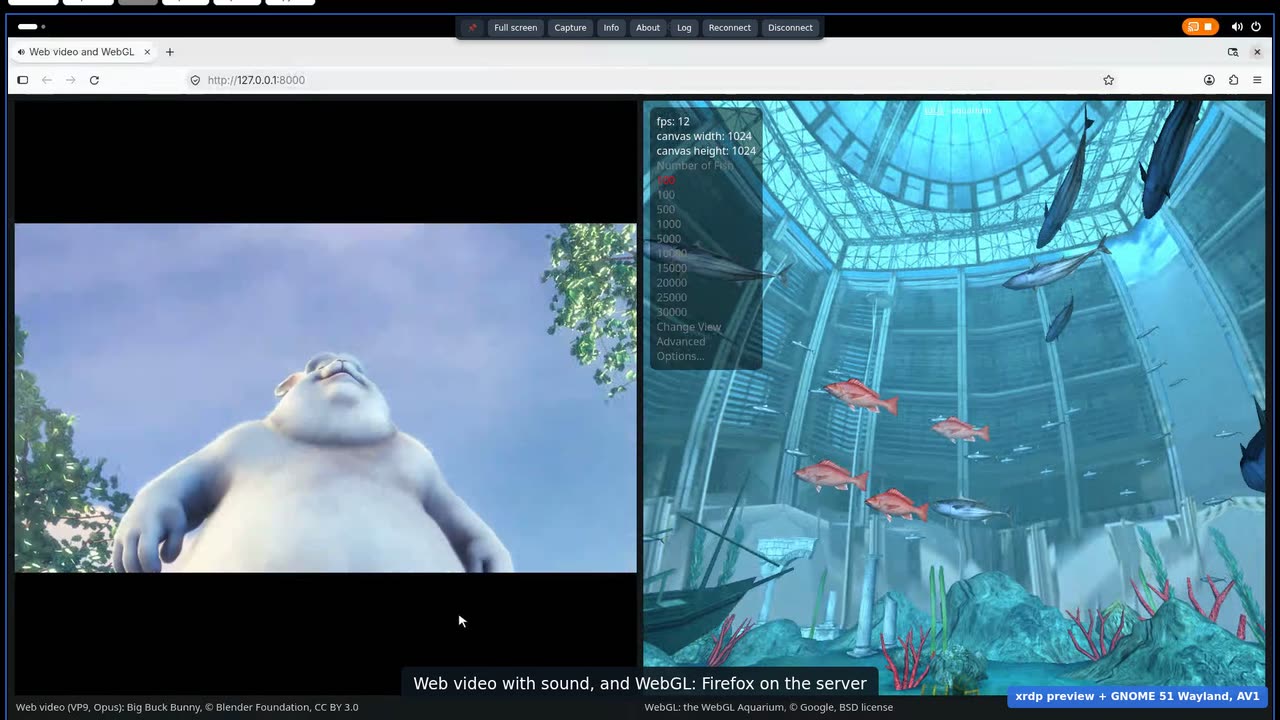 Full screen
Capture
Info
About
Log
Reconnect
Disconnect
Web video and WebGL
http://127.0.0.1:8000
fps: 12
canvas width: 1024
canvas height: 1024
Number of Fish
100
500
1000
5000
10000
15000
20000
25000
30000
Change View
Advanced
Options...
Web video with sound, and WebGL: Firefox on the server
xrdp preview + GNOME 51 Wayland, AV1
Web video (VP9, Opus): Big Buck Bunny, © Blender Foundation, CC BY 3.0
WebGL: the WebGL Aquarium, © Google, BSD license